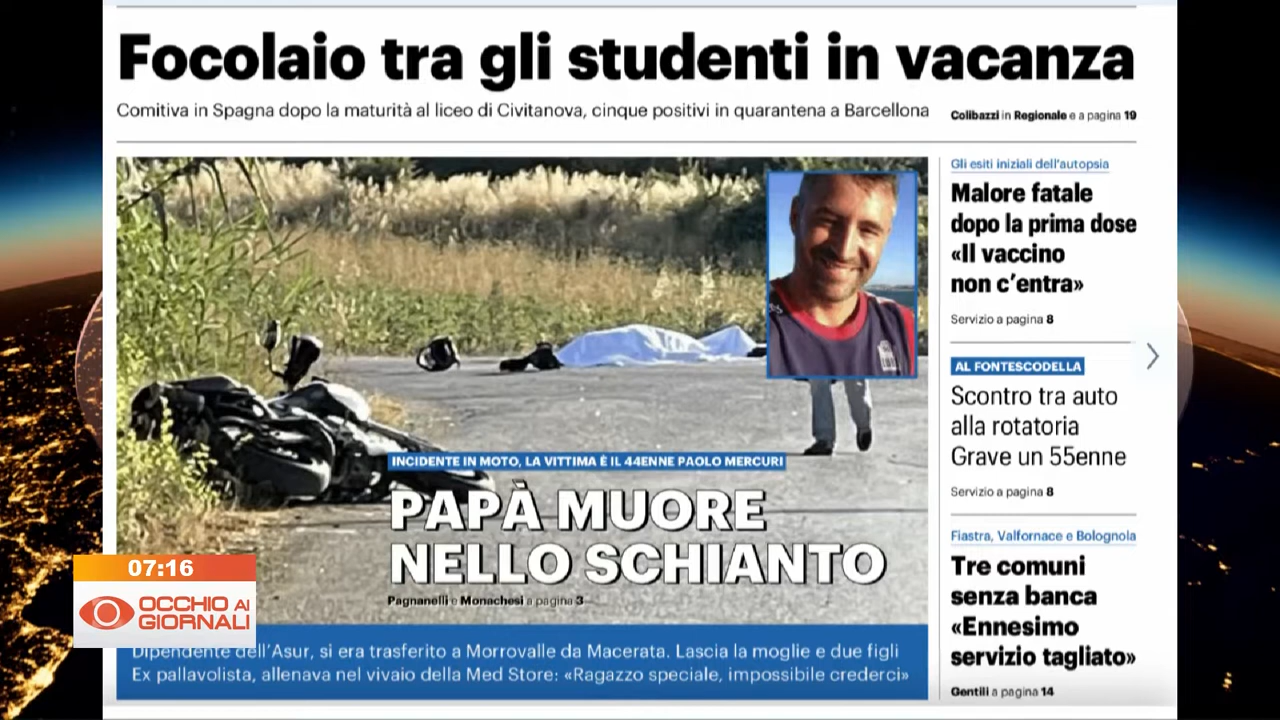 Focolaio tra gli studenti in vacanza
Comitiva in Spagna dopo la maturità al liceo di Civitanova, cinque positivi in quarantena a Barcellona
Colibazzi in Regionale e a pagina 19
INCIDENTE IN MOTO, LA VITTIMA È IL 44ENNE PAOLO MERCURI
PAPÀ MUORE
NELLO SCHIANTO
Pagnanelli e Monachesi a pagina 3
Dipendente dell'Asur, si era trasferito a Morrovalle da Macerata. Lascia la moglie e due figli
Ex pallavolista, allenava nel vivaio della Med Store: «Ragazzo speciale, impossibile crederci»
Gli esiti iniziali dell'autopsia
Malore fatale
dopo la prima dose
«Il vaccino
non c'entra»
Servizio a pagina 8
AL FONTESCODELLA
Scontro tra auto
alla rotatoria
Grave un 55enne
Servizio a pagina 8
Fiastra, Valfornace e Bolognola
Tre comuni
senza banca
«Ennesimo
servizio tagliato»
Gentili a pagina 14
07:16
OCCHIO AI
GIORNALI